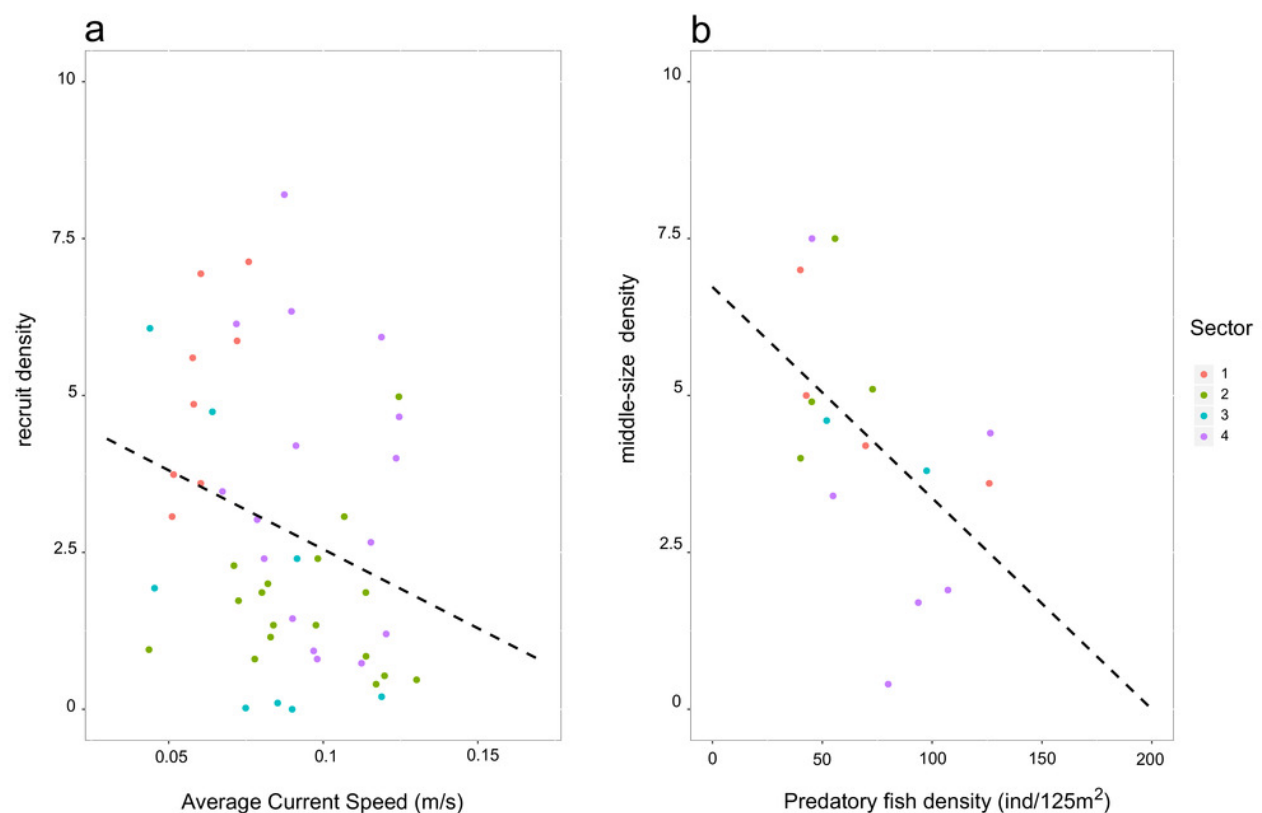 a
10
7.5
5
2.5
0
recruit density
0.05 0.1 0.15
Average Current Speed (m/s)
b
10
7.5
5
2.5
0
middle-size density
0 50 100 150 200
Predatory fish density (ind/125m²)
Sector
1
2
3
4